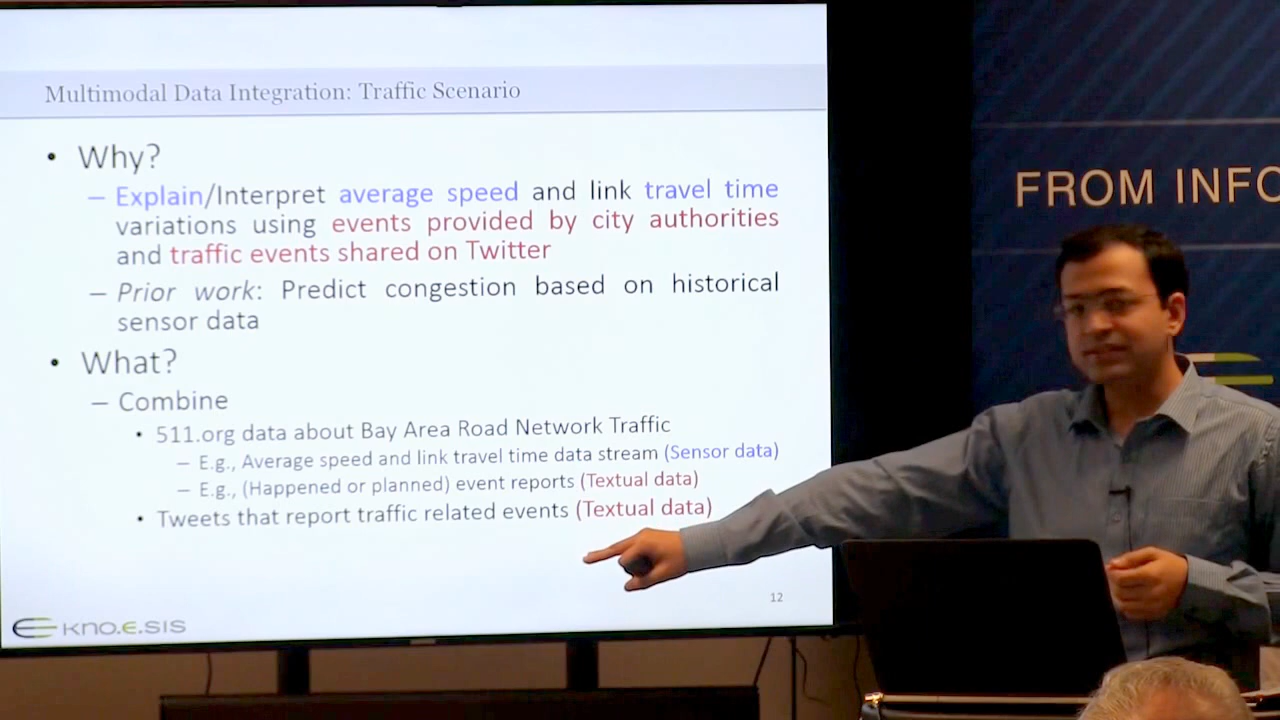 Multimodal Data Integration: Traffic Scenario
• Why?
– Explain/Interpret average speed and link travel time
variations using events provided by city authorities
and traffic events shared on Twitter
– Prior work: Predict congestion based on historical
sensor data
• What?
– Combine
• 511.org data about Bay Area Road Network Traffic
– E.g., Average speed and link travel time data stream (Sensor data)
– E.g., (Happened or planned) event reports (Textual data)
• Tweets that report traffic related events (Textual data)
12
kno.e.sis
FROM INFO